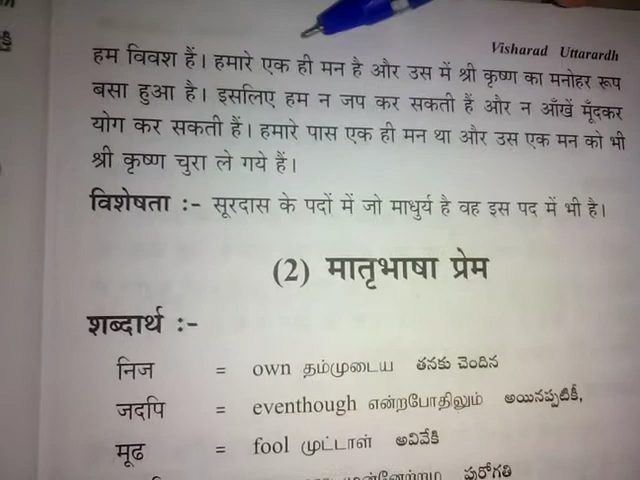 Visharad Uttarardh
हम विवश हैं। हमारे एक ही मन है और उस में श्री कृष्ण का मनोहर रूप
बसा हुआ है। इसलिए हम न जप कर सकती हैं और न आँखें मूँदकर
योग कर सकती हैं। हमारे पास एक ही मन था और उस एक मन को भी
श्री कृष्ण चुरा ले गये हैं।
विशेषता :- सूरदास के पदों में जो माधुर्य है वह इस पद में भी है।
(2) मातृभाषा प्रेम
शब्दार्थ :-
निज = own தம்முடைய తనకు చెందిన
जदपि = eventhough என்றபோதிலும் అయినప్పటికీ,
मूढ = fool முட்டாள் అవివేకి
పురోగతి